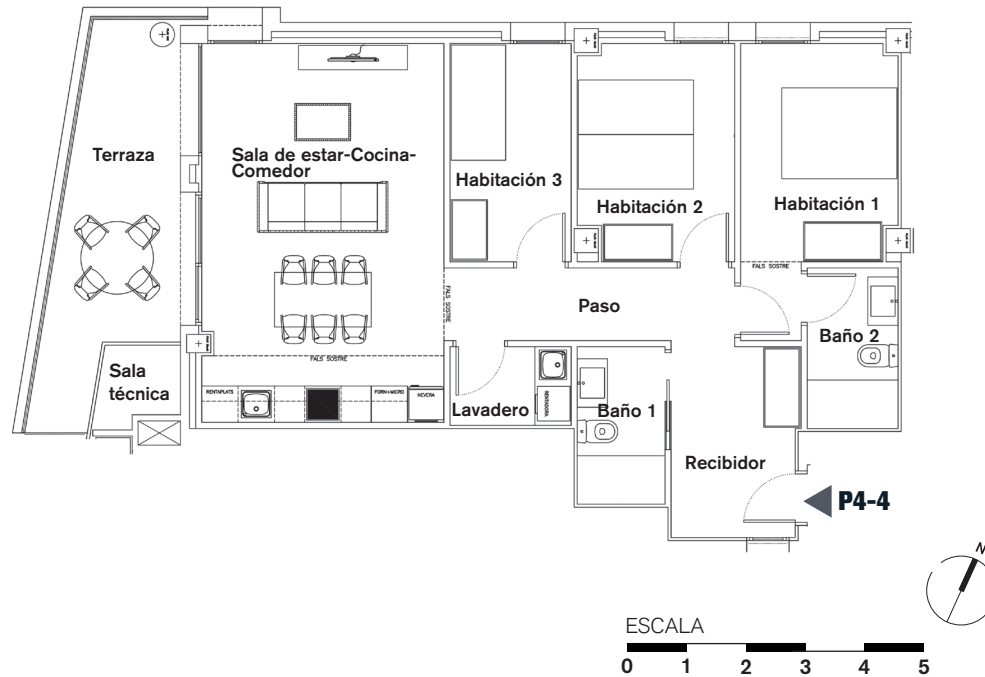 Terraza
Sala de estar-Cocina-
Comedor
Habitación 3
Habitación 2
Habitación 1
FALS SOSTRE
FALS SOSTRE
Paso
Baño 2
FALS SOSTRE
Sala
técnica
RENTAPLATS
FORN+MICRO
NEVERA
Lavadero
RENTADORA
Baño 1
Recibidor
P4-4
N
ESCALA
0 1 2 3 4 5